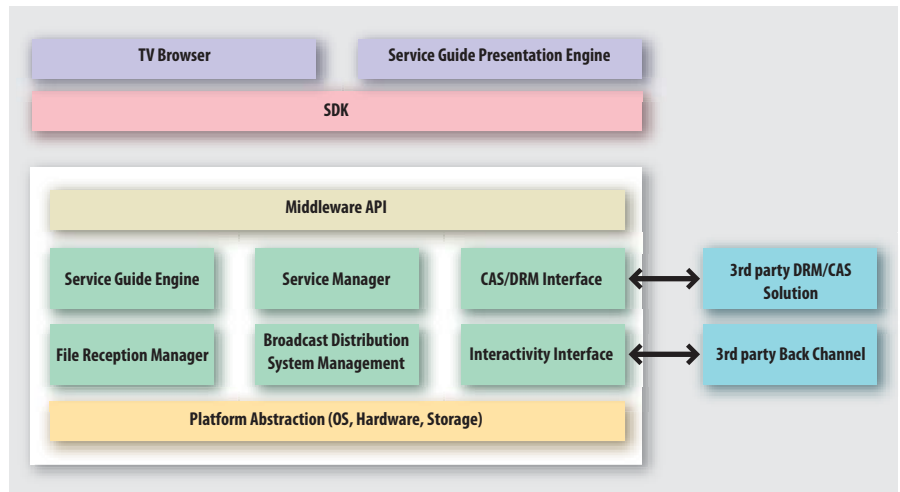 TV Browser
Service Guide Presentation Engine
SDK
Middleware API
Service Guide Engine
Service Manager
CAS/DRM Interface
3rd party DRM/CAS
Solution
File Reception Manager
Broadcast Distribution
System Management
Interactivity Interface
3rd party Back Channel
Platform Abstraction (OS, Hardware, Storage)